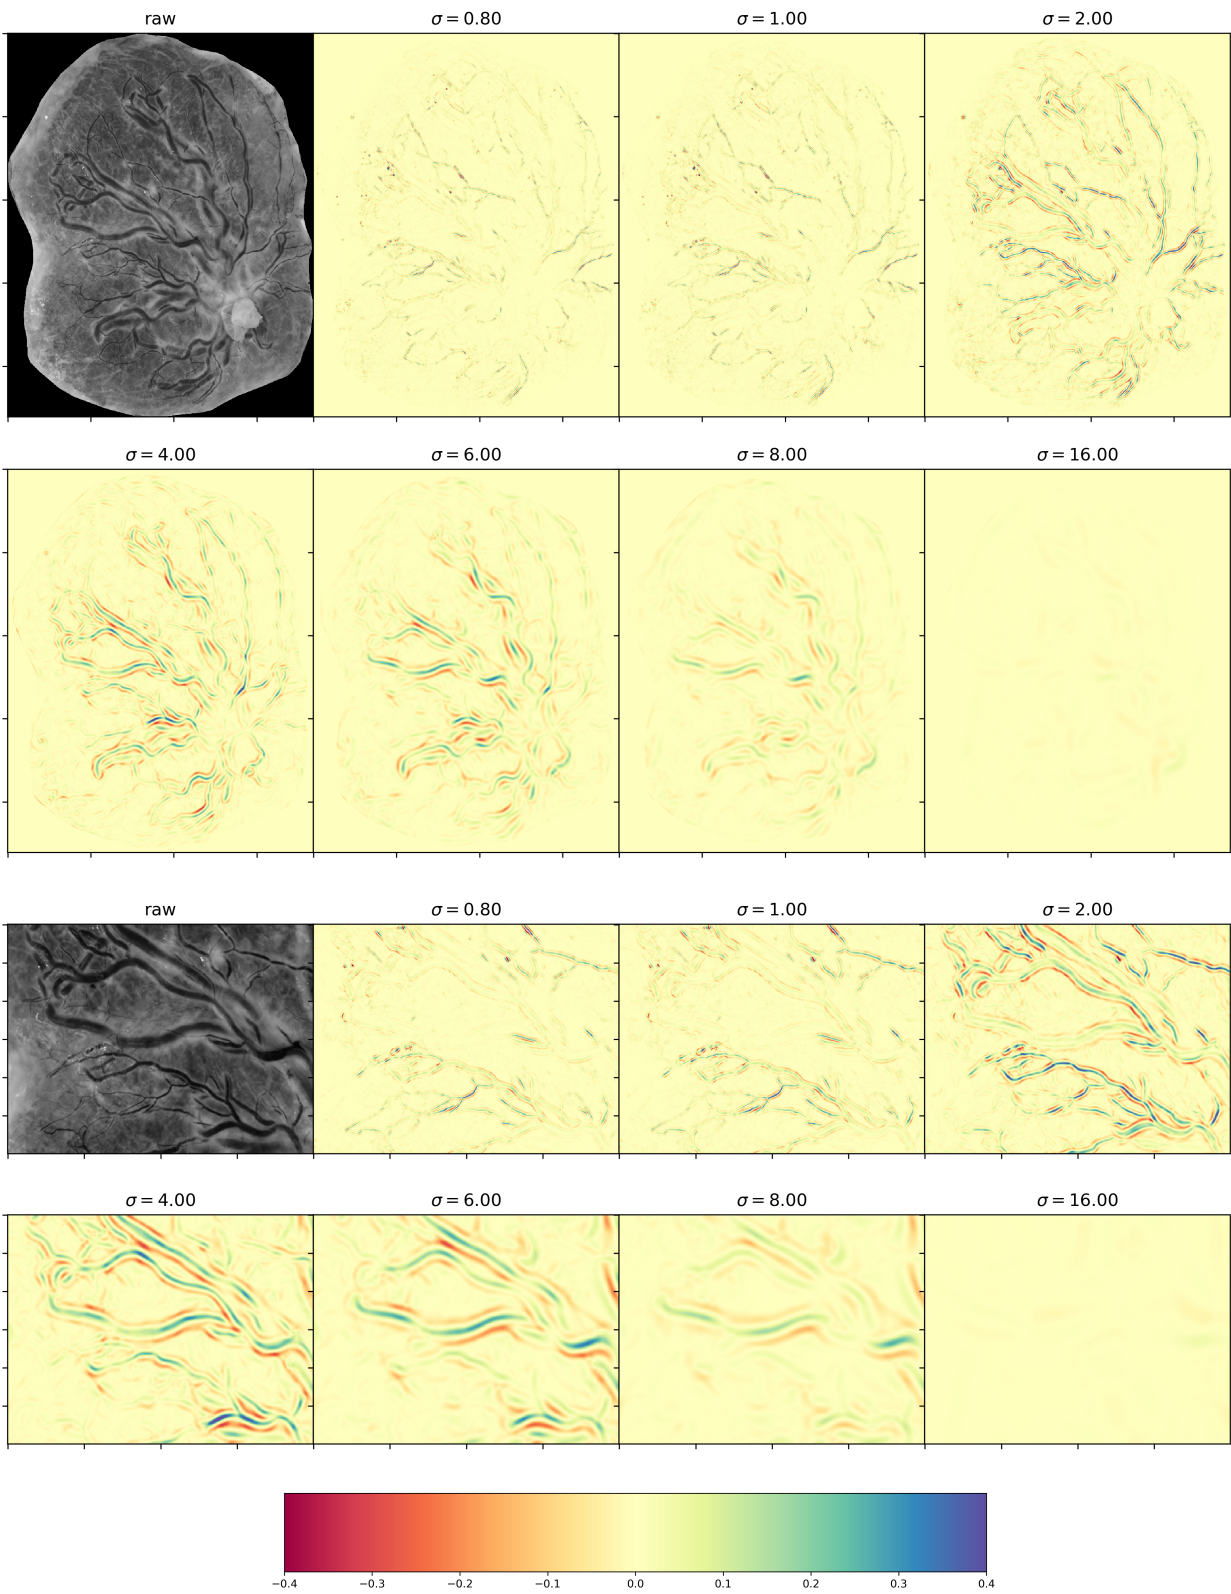 raw
σ = 0.80
σ = 1.00
σ = 2.00
σ = 4.00
σ = 6.00
σ = 8.00
σ = 16.00
raw
σ = 0.80
σ = 1.00
σ = 2.00
σ = 4.00
σ = 6.00
σ = 8.00
σ = 16.00
−0.4 −0.3 −0.2 −0.1 0.0 0.1 0.2 0.3 0.4